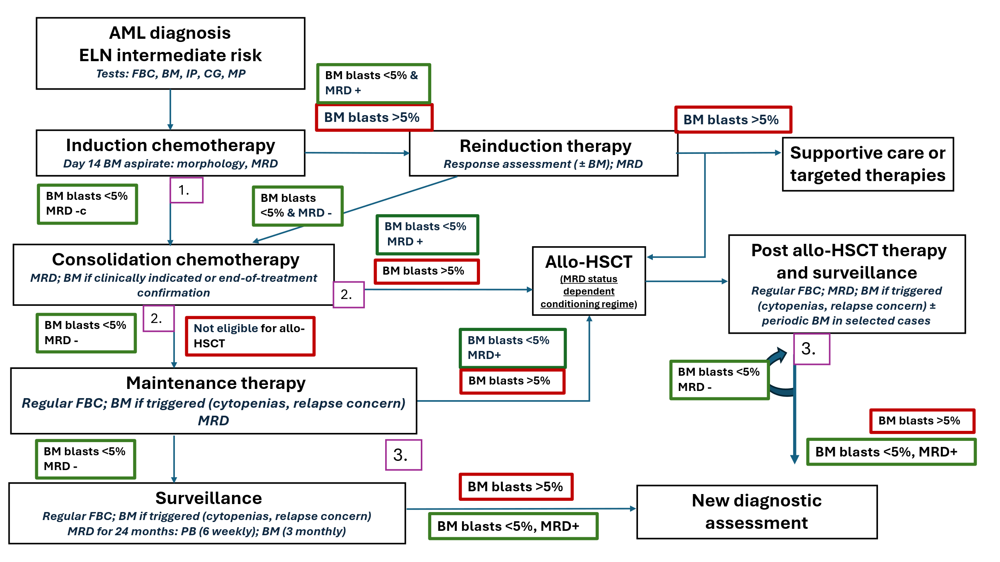 AML diagnosis
ELN intermediate risk
Tests: FBC, BM, IP, CG, MP
BM blasts <5% &
MRD +
BM blasts >5%
BM blasts >5%
Induction chemotherapy
Day 14 BM aspirate: morphology, MRD
Reinduction therapy
Response assessment (± BM); MRD
Supportive care or
targeted therapies
1.
BM blasts <5%
MRD -c
BM blasts
<5% & MRD -
BM blasts <5%
MRD +
BM blasts >5%
Consolidation chemotherapy
MRD; BM if clinically indicated or end-of-treatment
confirmation
2.
Allo-HSCT
(MRD status
dependent
conditioning regime)
Post allo-HSCT therapy
and surveillance
Regular FBC; MRD; BM if triggered
(cytopenias, relapse concern) ±
periodic BM in selected cases
BM blasts <5%
MRD -
2.
Not eligible for allo-
HSCT
BM blasts <5%
MRD+
BM blasts >5%
3.
BM blasts <5%
MRD -
Maintenance therapy
Regular FBC; BM if triggered (cytopenias, relapse concern)
MRD
BM blasts >5%
BM blasts <5%, MRD+
BM blasts <5%
MRD -
3.
Surveillance
Regular FBC; BM if triggered (cytopenias, relapse concern)
MRD for 24 months: PB (6 weekly); BM (3 monthly)
BM blasts >5%
BM blasts <5%, MRD+
New diagnostic
assessment